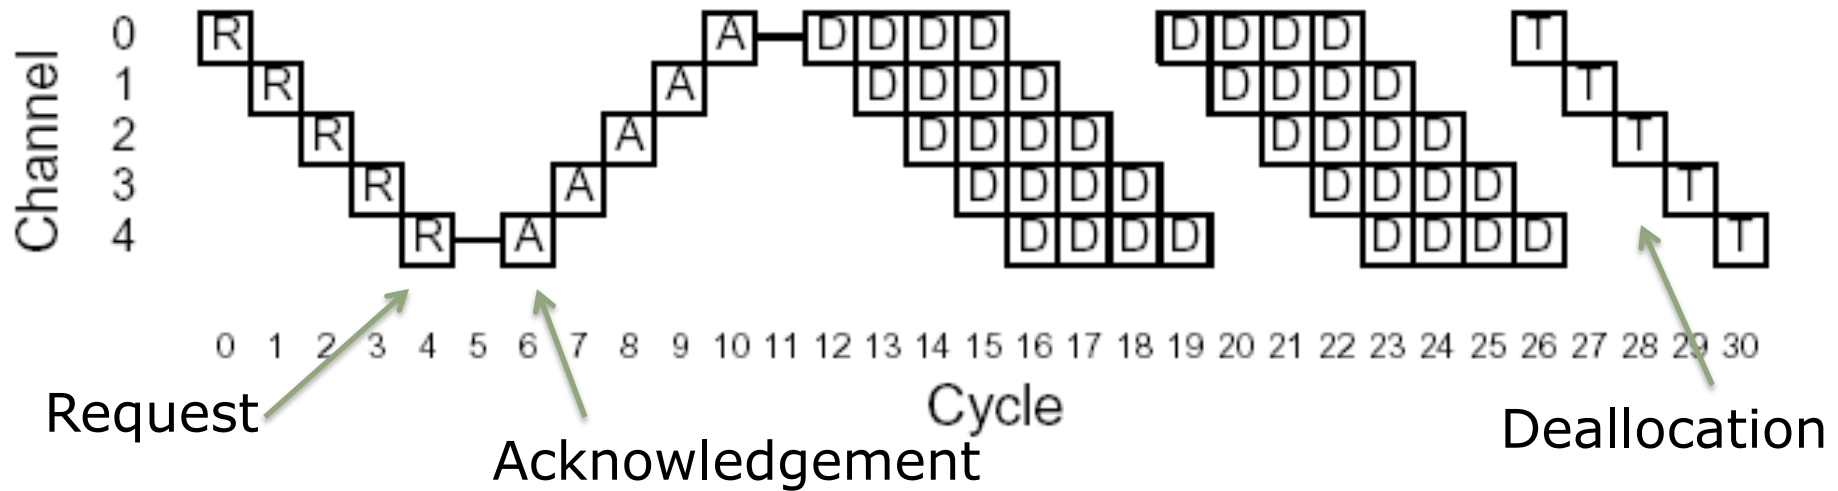 Channel
0 R A D D D D D D D D T
1 R A D D D D D D D D T
2 R A D D D D D D D D T
3 R A D D D D D D D D T
4 R A D D D D D D D D T
0 1 2 3 4 5 6 7 8 9 10 11 12 13 14 15 16 17 18 19 20 21 22 23 24 25 26 27 28 29 30
Cycle
Request
Acknowledgement
Deallocation